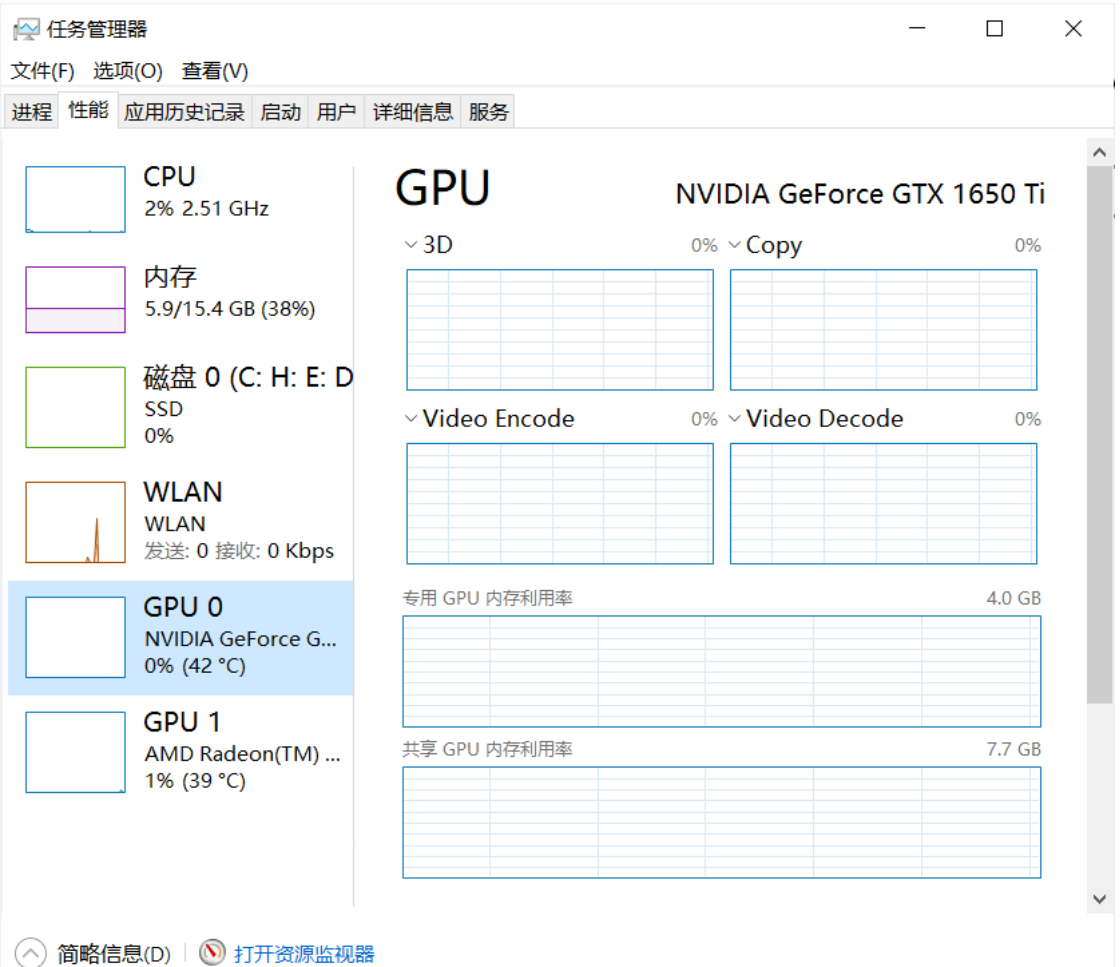 任务管理器
文件(F) 选项(O) 查看(V)
进程 性能 应用历史记录 启动 用户 详细信息 服务
CPU
2% 2.51 GHz
内存
5.9/15.4 GB (38%)
磁盘 0 (C: H: E: D
SSD
0%
WLAN
WLAN
发送: 0 接收: 0 Kbps
GPU 0
NVIDIA GeForce G...
0% (42 °C)
GPU 1
AMD Radeon(TM) ...
1% (39 °C)
GPU NVIDIA GeForce GTX 1650 Ti
3D 0% Copy 0%
Video Encode 0% Video Decode 0%
专用 GPU 内存利用率 4.0 GB
共享 GPU 内存利用率 7.7 GB
简略信息(D) 打开资源监视器